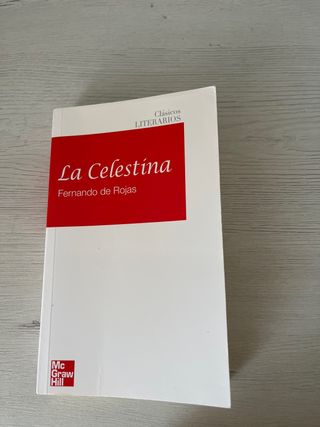 Clásicos
LITERARIOS
La Celestina
Fernando de Rojas
Mc
Graw
Hill